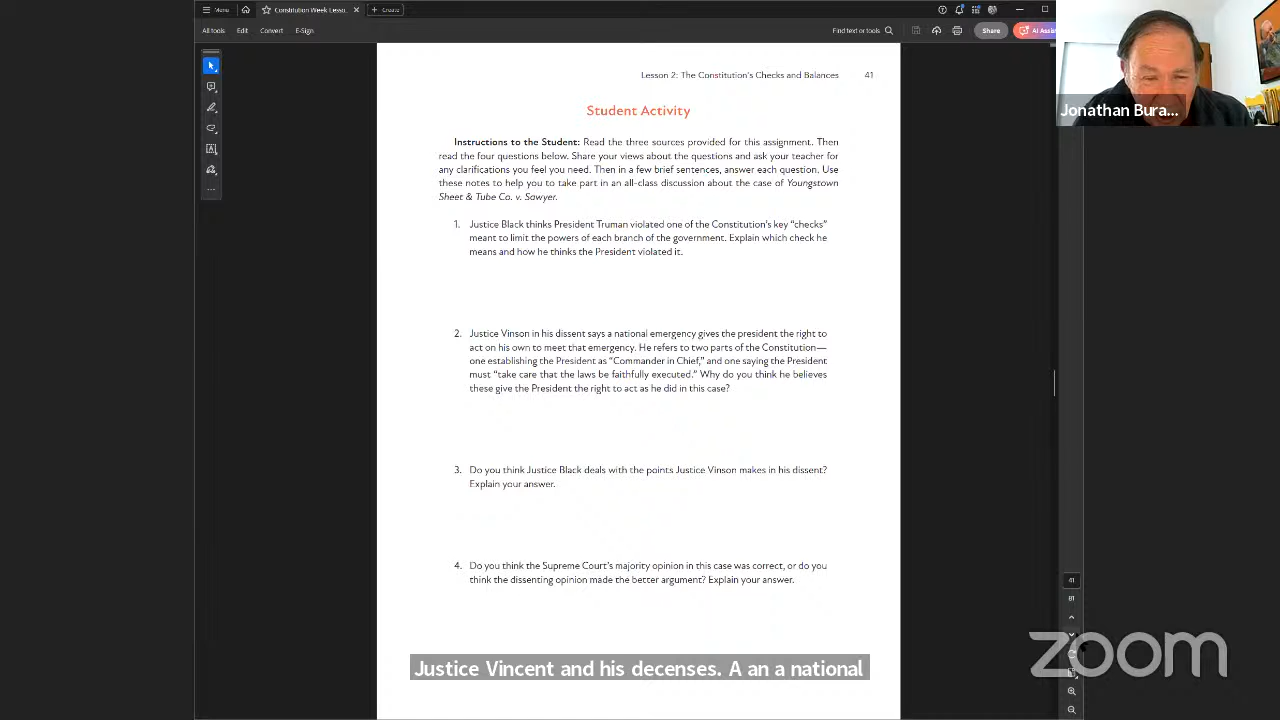 Menu
Constitution Week Lesso...
Create
All tools
Edit
Convert
E-Sign
Find text or tools
Share
AI Assis
Lesson 2: The Constitution's Checks and Balances 41
Student Activity
Instructions to the Student: Read the three sources provided for this assignment. Then
read the four questions below. Share your views about the questions and ask your teacher for
any clarifications you feel you need. Then in a few brief sentences, answer each question. Use
these notes to help you to take part in an all-class discussion about the case of Youngstown
Sheet & Tube Co. v. Sawyer.
1. Justice Black thinks President Truman violated one of the Constitution's key “checks”
meant to limit the powers of each branch of the government. Explain which check he
means and how he thinks the President violated it.
2. Justice Vinson in his dissent says a national emergency gives the president the right to
act on his own to meet that emergency. He refers to two parts of the Constitution—
one establishing the President as “Commander in Chief,” and one saying the President
must “take care that the laws be faithfully executed.” Why do you think he believes
these give the President the right to act as he did in this case?
3. Do you think Justice Black deals with the points Justice Vinson makes in his dissent?
Explain your answer.
4. Do you think the Supreme Court's majority opinion in this case was correct, or do you
think the dissenting opinion made the better argument? Explain your answer.
Jonathan Bura...
41
81
zoom
Justice Vincent and his decenses. A an a national